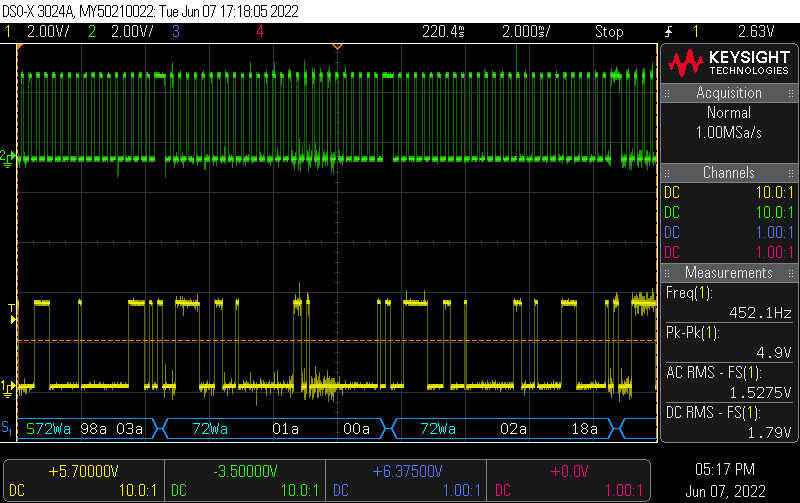 DSO-X 3024A, MY50210022: Tue Jun 07 17:18:05 2022
1 2.00V/ 2 2.00V/ 3 4 220.4ms 2.000ms/ Stop 1 2.63V
KEYSIGHT
TECHNOLOGIES
Acquisition
Normal
1.00MSa/s
Channels
DC 10.0:1
DC 10.0:1
DC 1.00:1
DC 1.00:1
Measurements
Freq(1):
452.1Hz
Pk-Pk(1):
4.9V
AC RMS - FS(1):
1.5275V
DC RMS - FS(1):
1.79V
2
T
1
S1 S72Wa 98a 03a 72Wa 01a 00a 72Wa 02a 18a
+5.70000V -3.50000V +6.37500V +0.0V
DC 10.0:1 DC 10.0:1 DC 1.00:1 DC 1.00:1
05:17 PM
Jun 07, 2022